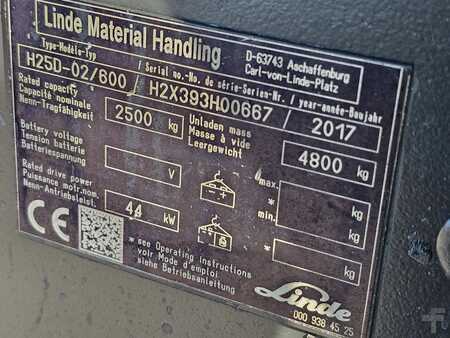 Linde Material Handling
D-63743 Aschaffenburg
Carl-von-Linde-Platz
Type-Modèle-Typ
Serial no.-No. de série-Serien-Nr. / year-année-Baujahr
H25D-02/600 H2X393H00667 / 2017
Rated capacity
Capacité nominale
Nenn-Tragfähigkeit
2500 kg
Unladen mass
Masse à vide
Leergewicht
4800 kg
Battery voltage
Tension batterie
Batteriespannung
V
max. kg
*
min. kg
Rated drive power
Puissance motr.nom.
Nenn-Antriebsleist.
44 kW
* kg
CE
* see Operating instructions
voir Mode d'emploi
siehe Betriebsanleitung
Linde
000 938 45 25